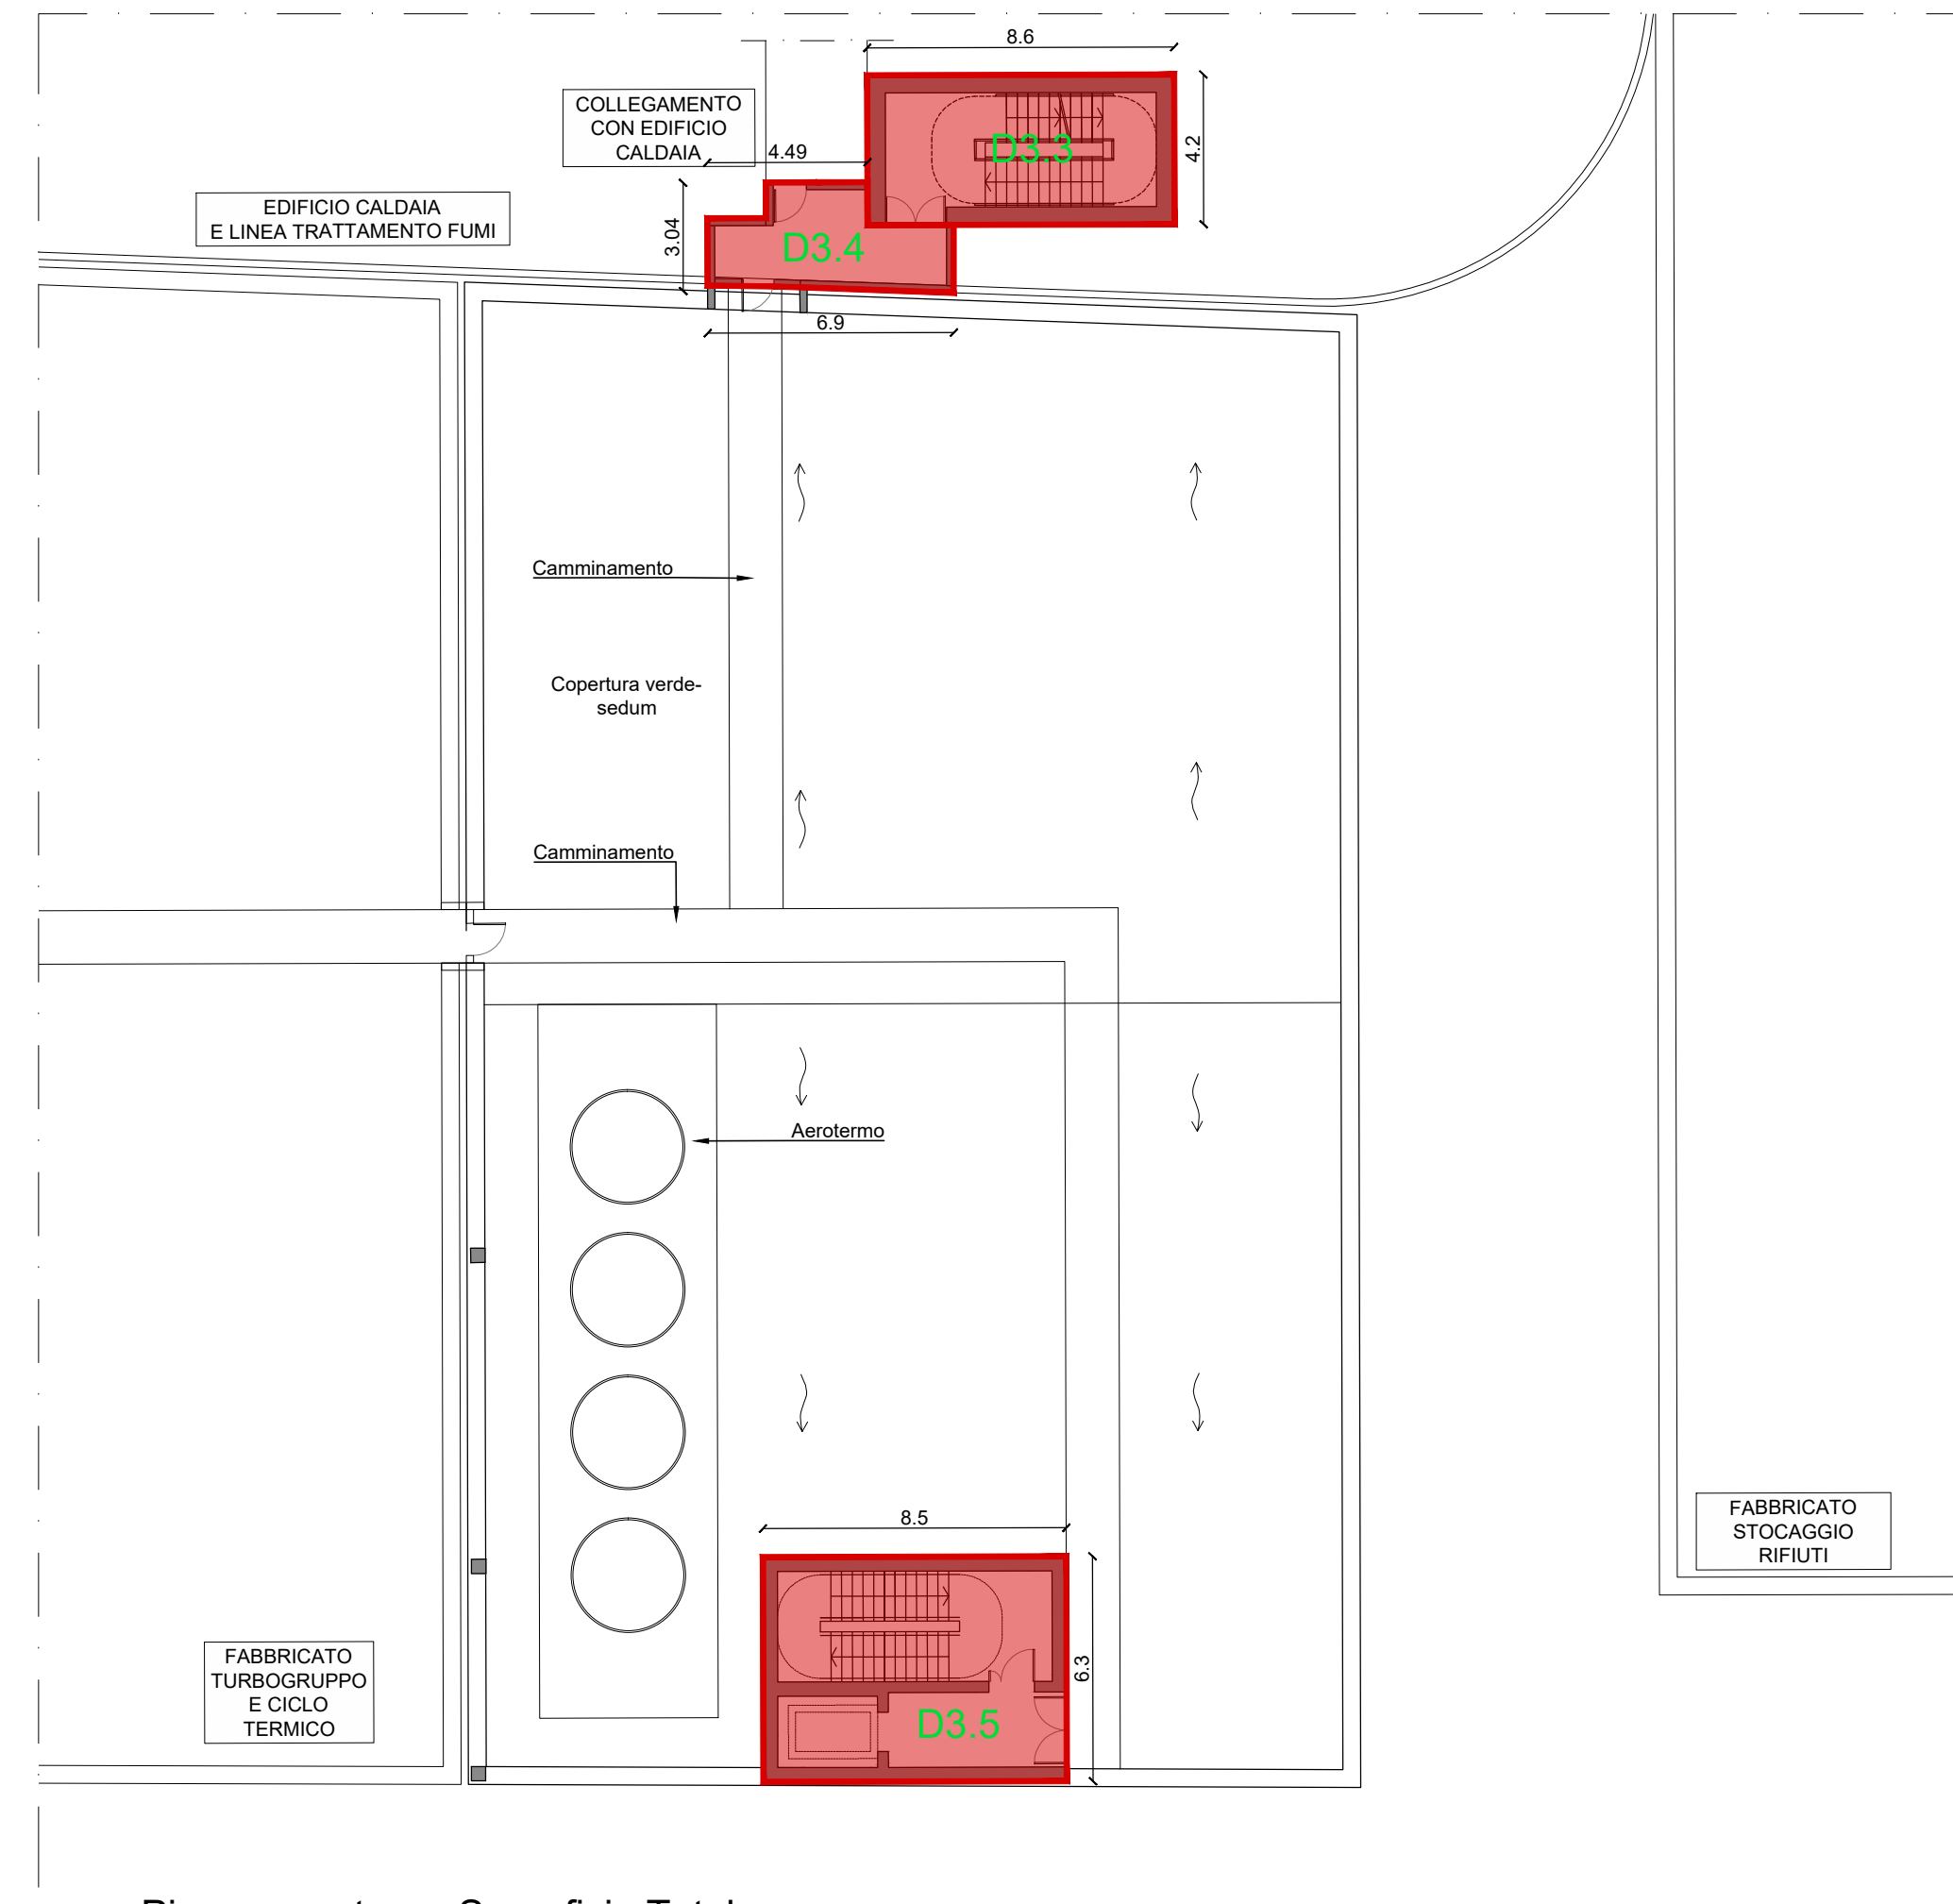 8.6
COLLEGAMENTO
CON EDIFICIO
CALDAIA
4.49
D3.3
4.2
EDIFICIO CALDAIA
E LINEA TRATTAMENTO FUMI
3.04
D3.4
6.9
Camminamento
Copertura verde-
sedum
Camminamento
Aerotermo
8.5
FABBRICATO
STOCAGGIO
RIFIUTI
FABBRICATO
TURBOGRUPPO
E CICLO
TERMICO
6.3
D3.5